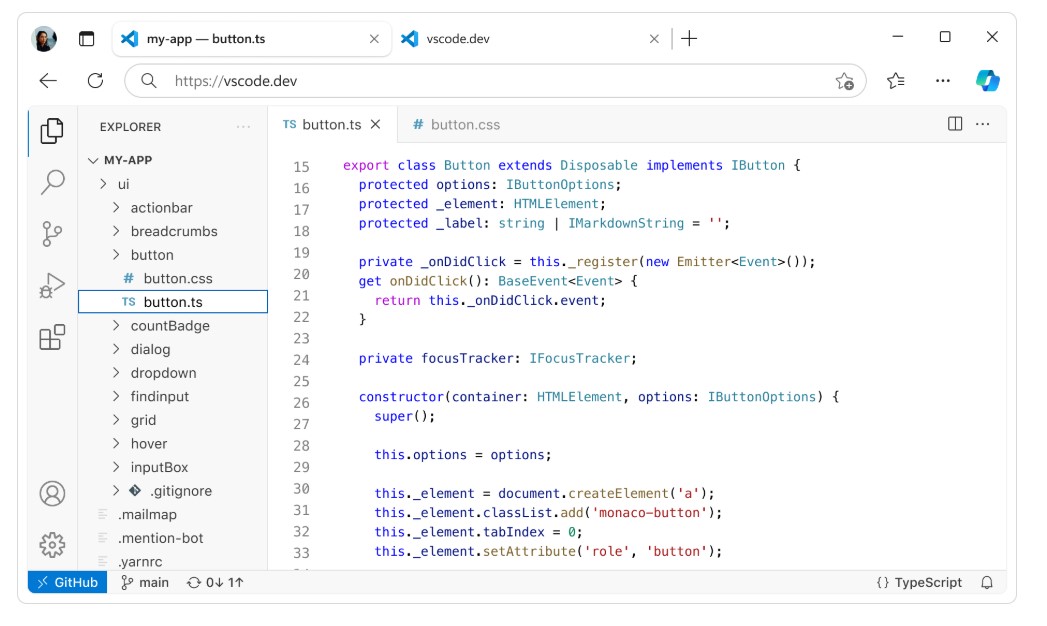 my-app — button.ts
vscode.dev
https://vscode.dev
EXPLORER
MY-APP
ui
actionbar
breadcrumbs
button
# button.css
TS button.ts
countBadge
dialog
dropdown
findinput
grid
hover
inputBox
.gitignore
.mailmap
.mention-bot
.yarnrc
TS button.ts
# button.css
15 export class Button extends Disposable implements IButton {
16 protected options: IButtonOptions;
17 protected _element: HTMLElement;
18 protected _label: string | IMarkdownString = '';
19
20 private _onDidClick = this._register(new Emitter<Event>());
21 get onDidClick(): BaseEvent<Event> {
22 return this._onDidClick.event;
23 }
24
25 private focusTracker: IFocusTracker;
26
27 constructor(container: HTMLElement, options: IButtonOptions) {
28 super();
29
30 this.options = options;
31
32 this._element = document.createElement('a');
33 this._element.classList.add('monaco-button');
this._element.tabIndex = 0;
this._element.setAttribute('role', 'button');
GitHub
main
0↓ 1↑
{} TypeScript